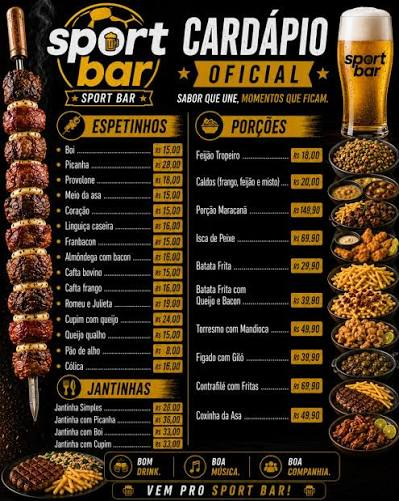 sport bar
SPORT BAR
CARDÁPIO
OFICIAL
SABOR QUE UNE, MOMENTOS QUE FICAM.
sport bar
ESPETINHOS
Boi R$ 15,00
Picanha R$ 28,00
Provolone R$ 18,00
Meio da asa R$ 15,00
Coração R$ 15,00
Linguiça caseira R$ 16,00
Franbacon R$ 15,00
Almôndega com bacon R$ 16,00
Cafta bovino R$ 15,00
Cafta frango R$ 16,00
Romeu e Julieta R$ 19,00
Cupim com queijo R$ 24,00
Queijo qualho R$ 15,00
Pão de alho R$ 8,00
Cólica R$ 16,00
JANTINHAS
Jantinha Simples R$ 28,00
Jantinha com Picanha R$ 36,00
Jantinha com Boi R$ 33,00
Jantinha com Cupim R$ 33,00
PORÇÕES
Feijão Tropeiro R$ 18,00
Caldos (frango, feijão e misto) R$ 20,00
Porção Maracanã R$ 149,90
Isca de Peixe R$ 69,90
Batata Frita R$ 29,90
Batata Frita com
Queijo e Bacon R$ 39,90
Torresmo com Mandioca R$ 49,90
Figado com Giló R$ 39,90
Contrafilé com Fritas R$ 69,90
Coxinha da Asa R$ 49,90
BOM DRINK.
BOA MÚSICA.
BOA COMPANHIA.
VEM PRO SPORT BAR!